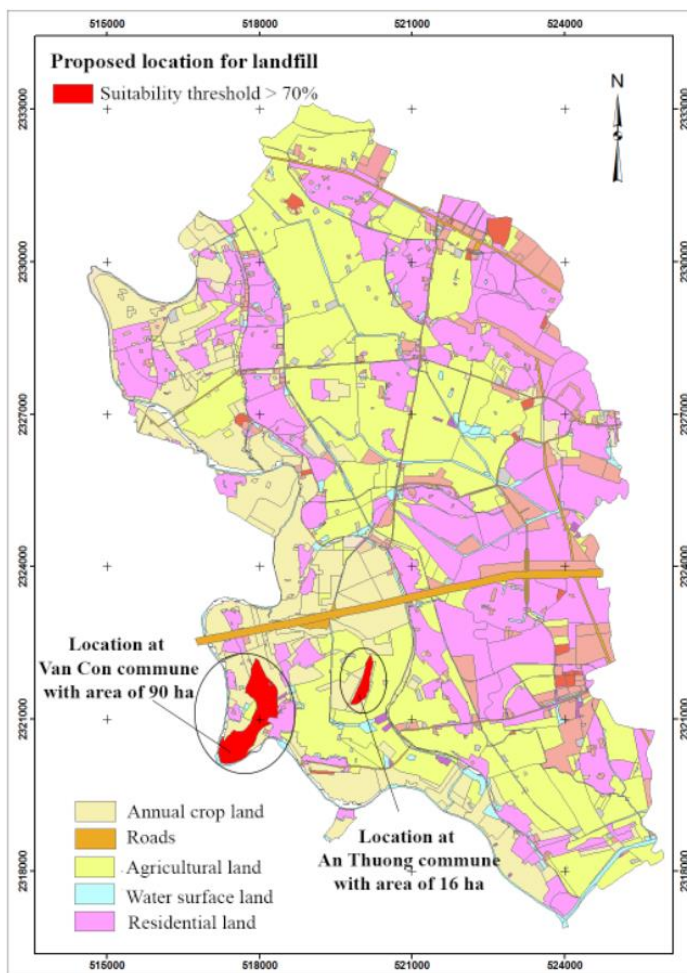 515000 518000 521000 524000
Proposed location for landfill
Suitability threshold > 70%
N
2333000 2333000
2330000 2330000
2327000 2327000
2324000 2324000
Location at
Van Con commune
with area of 90 ha
2321000 2321000
Annual crop land
Roads
Agricultural land
Water surface land
Residential land
Location at
An Thuong commune
with area of 16 ha
2318000 2318000
515000 518000 521000 524000